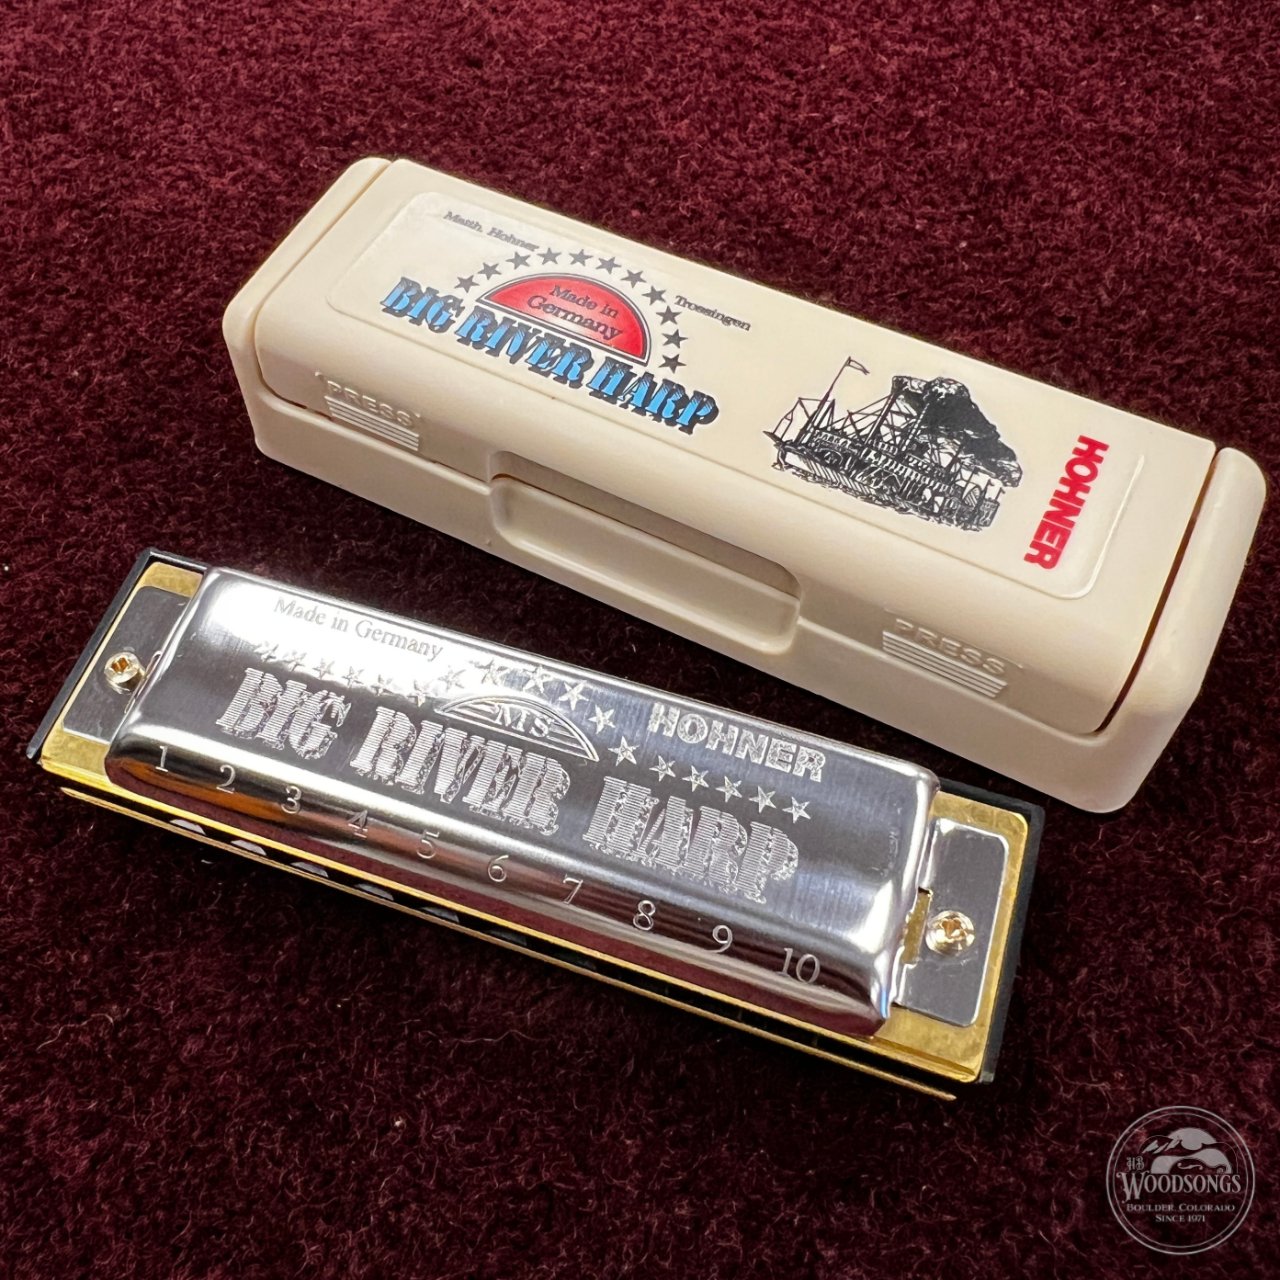 Matth. Hohner
Trossingen
Made in
Germany
BIG RIVER HARP
HOHNER
PRESS
PRESS
Made in Germany
HOHNER
MS
BIG RIVER HARP
1 2 3 4 5 6 7 8 9 10
HB
WOODSONGS
BOULDER, COLORADO
SINCE 1971